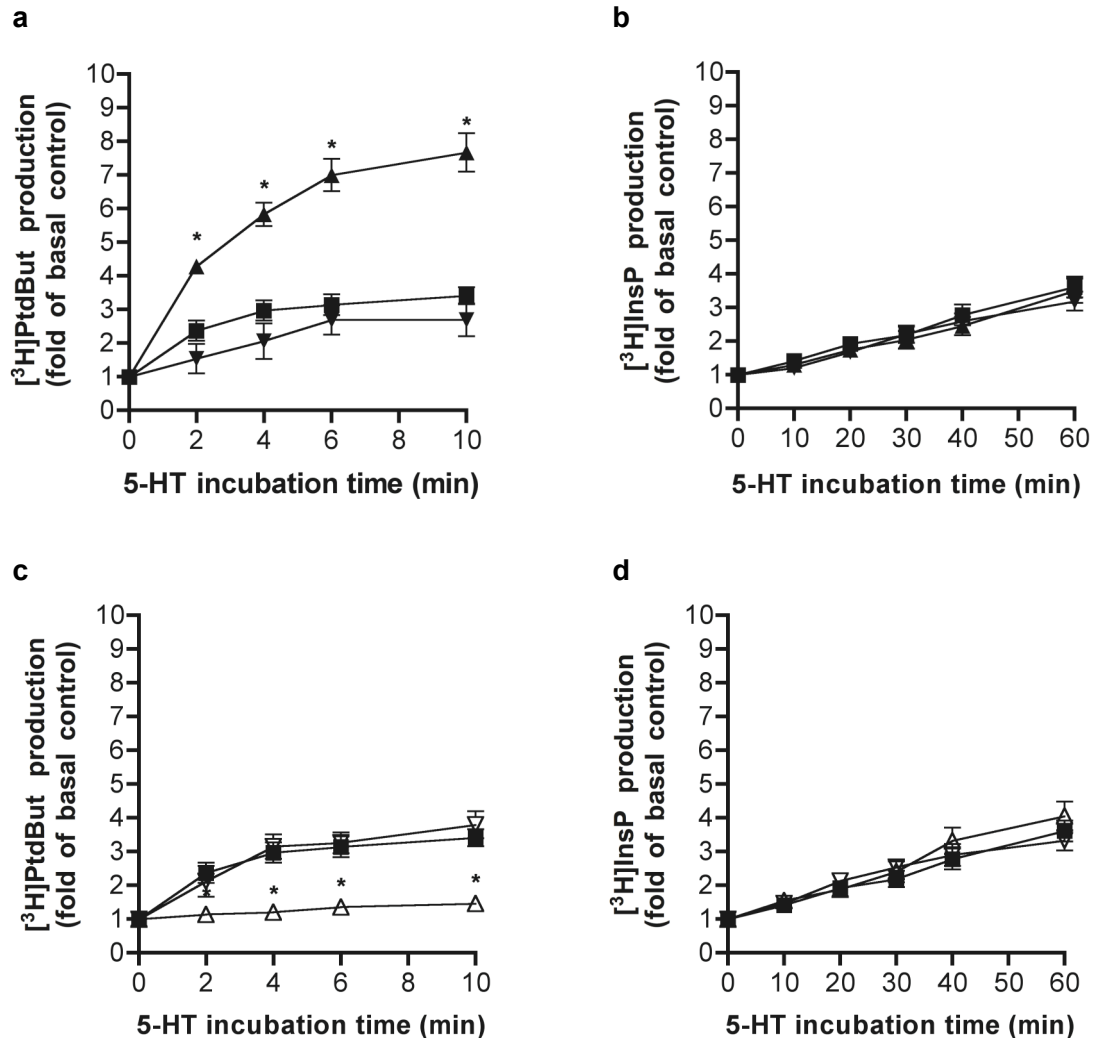 a
[³H]PtdBut production
(fold of basal control)
10
9
8
7
6
5
4
3
2
1
0
*
*
*
*
0 2 4 6 8 10
5-HT incubation time (min)
b
[³H]InsP production
(fold of basal control)
10
9
8
7
6
5
4
3
2
1
0
0 10 20 30 40 50 60
5-HT incubation time (min)
c
[³H]PtdBut production
(fold of basal control)
10
9
8
7
6
5
4
3
2
1
0
*
*
*
*
0 2 4 6 8 10
5-HT incubation time (min)
d
[³H]InsP production
(fold of basal control)
10
9
8
7
6
5
4
3
2
1
0
0 10 20 30 40 50 60
5-HT incubation time (min)